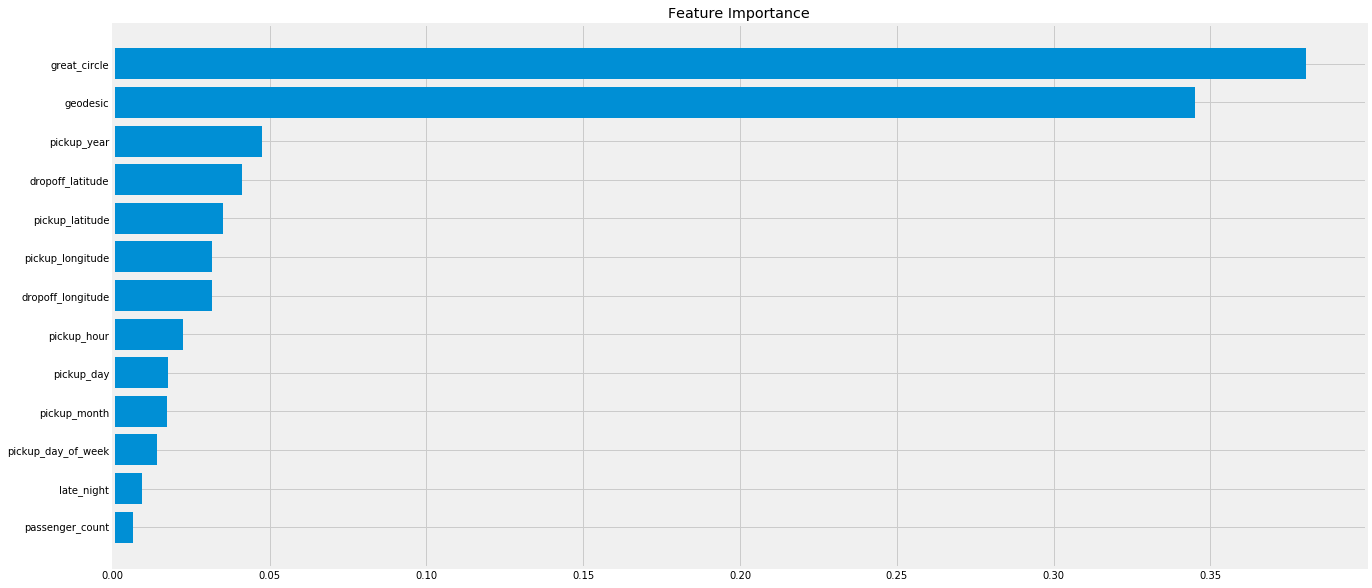 Feature Importance
great_circle
geodesic
pickup_year
dropoff_latitude
pickup_latitude
pickup_longitude
dropoff_longitude
pickup_hour
pickup_day
pickup_month
pickup_day_of_week
late_night
passenger_count
0.00 0.05 0.10 0.15 0.20 0.25 0.30 0.35